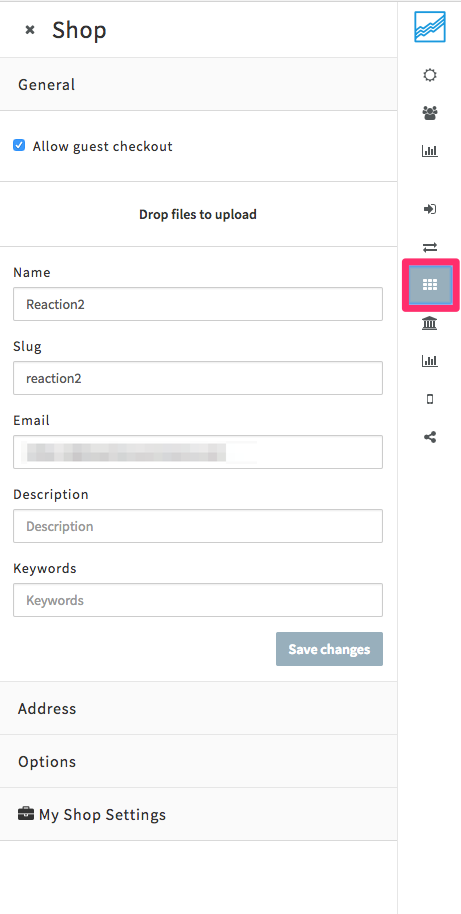 Shop
General
Allow guest checkout
Drop files to upload
Name
Reaction2
Slug
reaction2
Email
Description
Description
Keywords
Keywords
Save changes
Address
Options
My Shop Settings